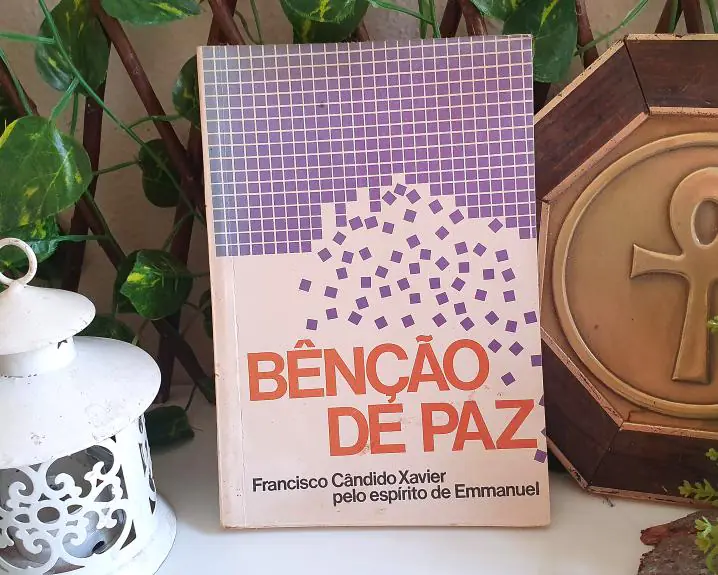 BÊNÇÃO
DE PAZ
Francisco Cândido Xavier
pelo espírito de Emmanuel